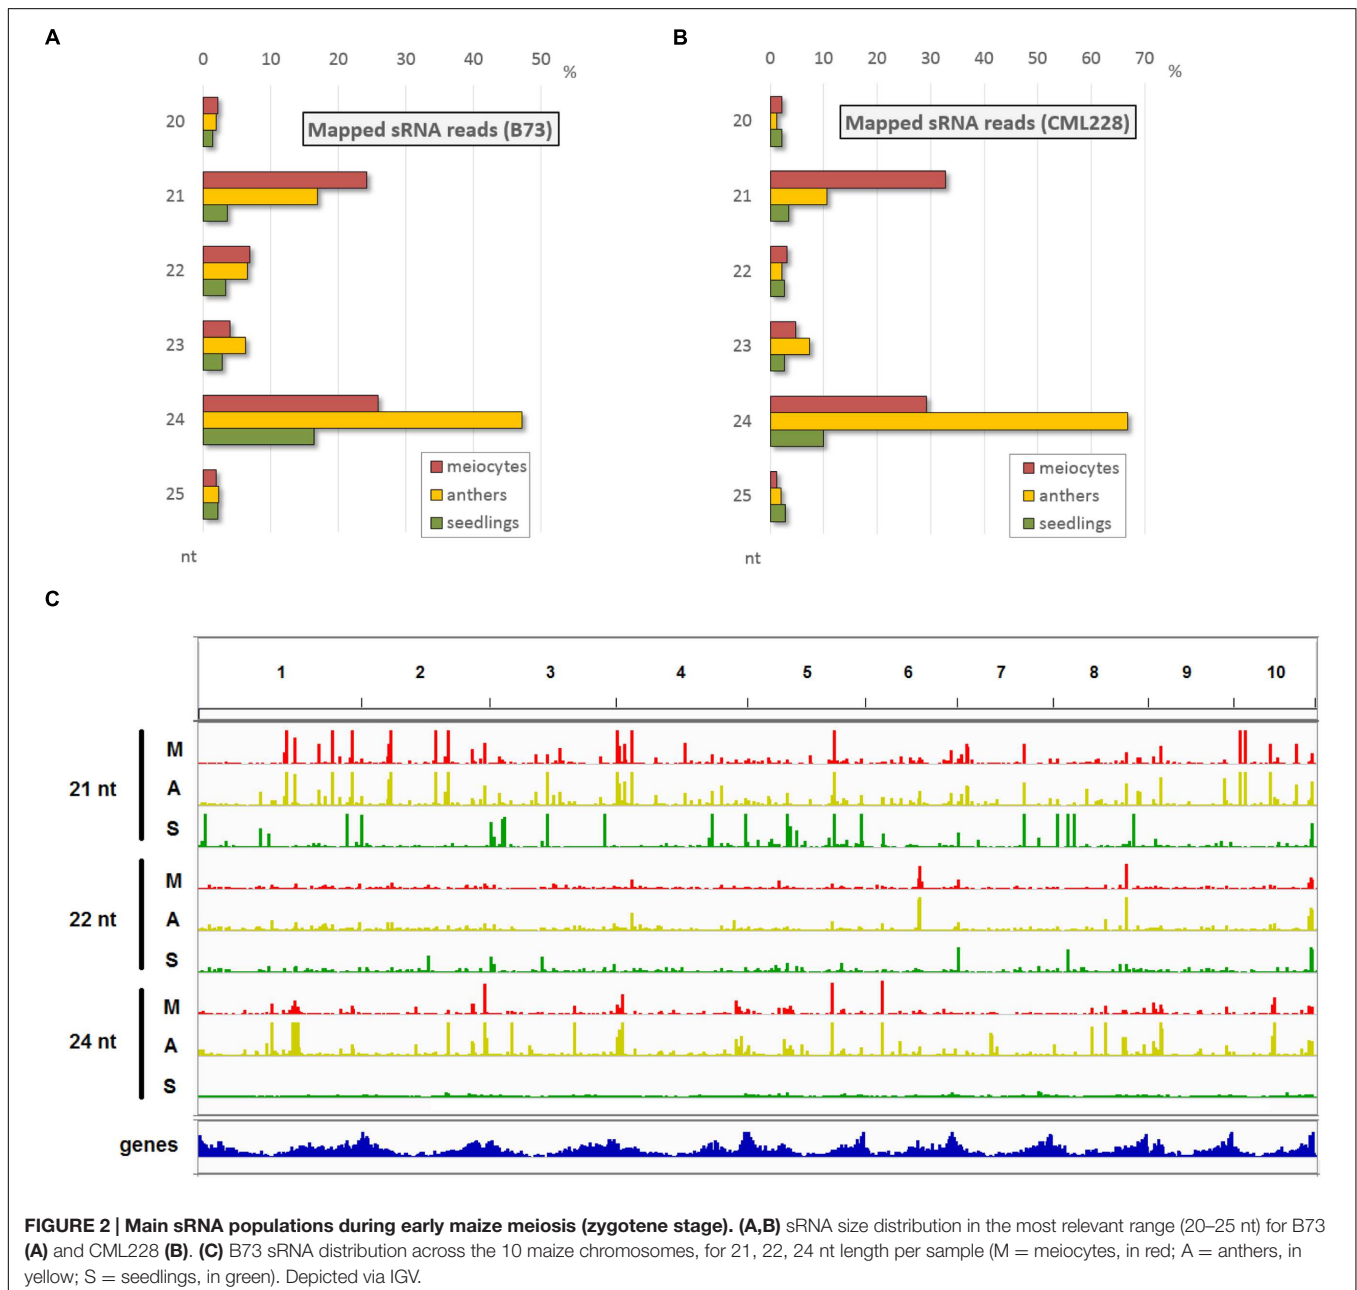 A
0 10 20 30 40 50 %
Mapped sRNA reads (B73)
20
21
22
23
24
25
nt
meiocytes
anthers
seedlings
B
0 10 20 30 40 50 60 70 %
Mapped sRNA reads (CML228)
20
21
22
23
24
25
nt
meiocytes
anthers
seedlings
C
1 2 3 4 5 6 7 8 9 10
21 nt
M
A
S
22 nt
M
A
S
24 nt
M
A
S
genes
FIGURE 2 | Main sRNA populations during early maize meiosis (zygotene stage). (A,B) sRNA size distribution in the most relevant range (20–25 nt) for B73
(A) and CML228 (B). (C) B73 sRNA distribution across the 10 maize chromosomes, for 21, 22, 24 nt length per sample (M = meiocytes, in red; A = anthers, in
yellow; S = seedlings, in green). Depicted via IGV.